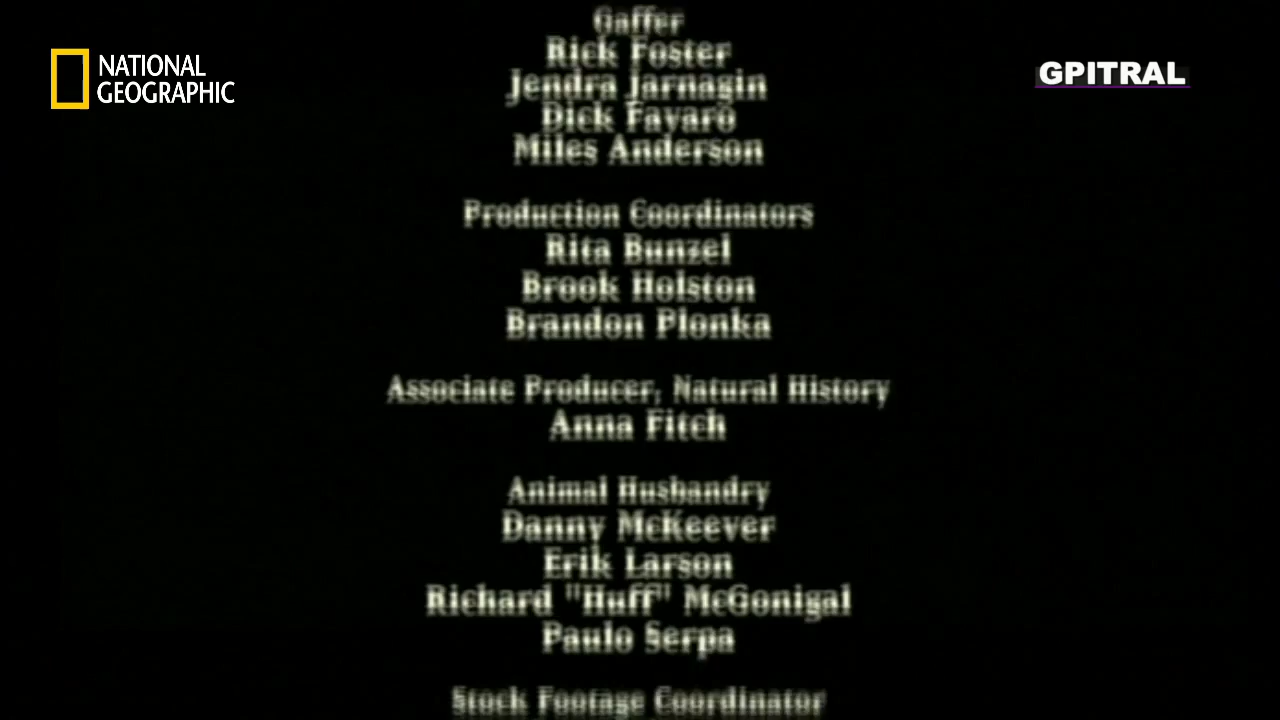 NATIONAL
GEOGRAPHIC
GPITRAL
Gaffer
Rick Foster
Jendra Jarnagin
Dick Favaro
Miles Anderson
Production Coordinators
Rita Bunzel
Brook Holston
Brandon Plonka
Associate Producer, Natural History
Anna Fitch
Animal Husbandry
Danny McKeever
Erik Larson
Richard "Huff" McGonigal
Paulo Serpa
Stock Footage Coordinator